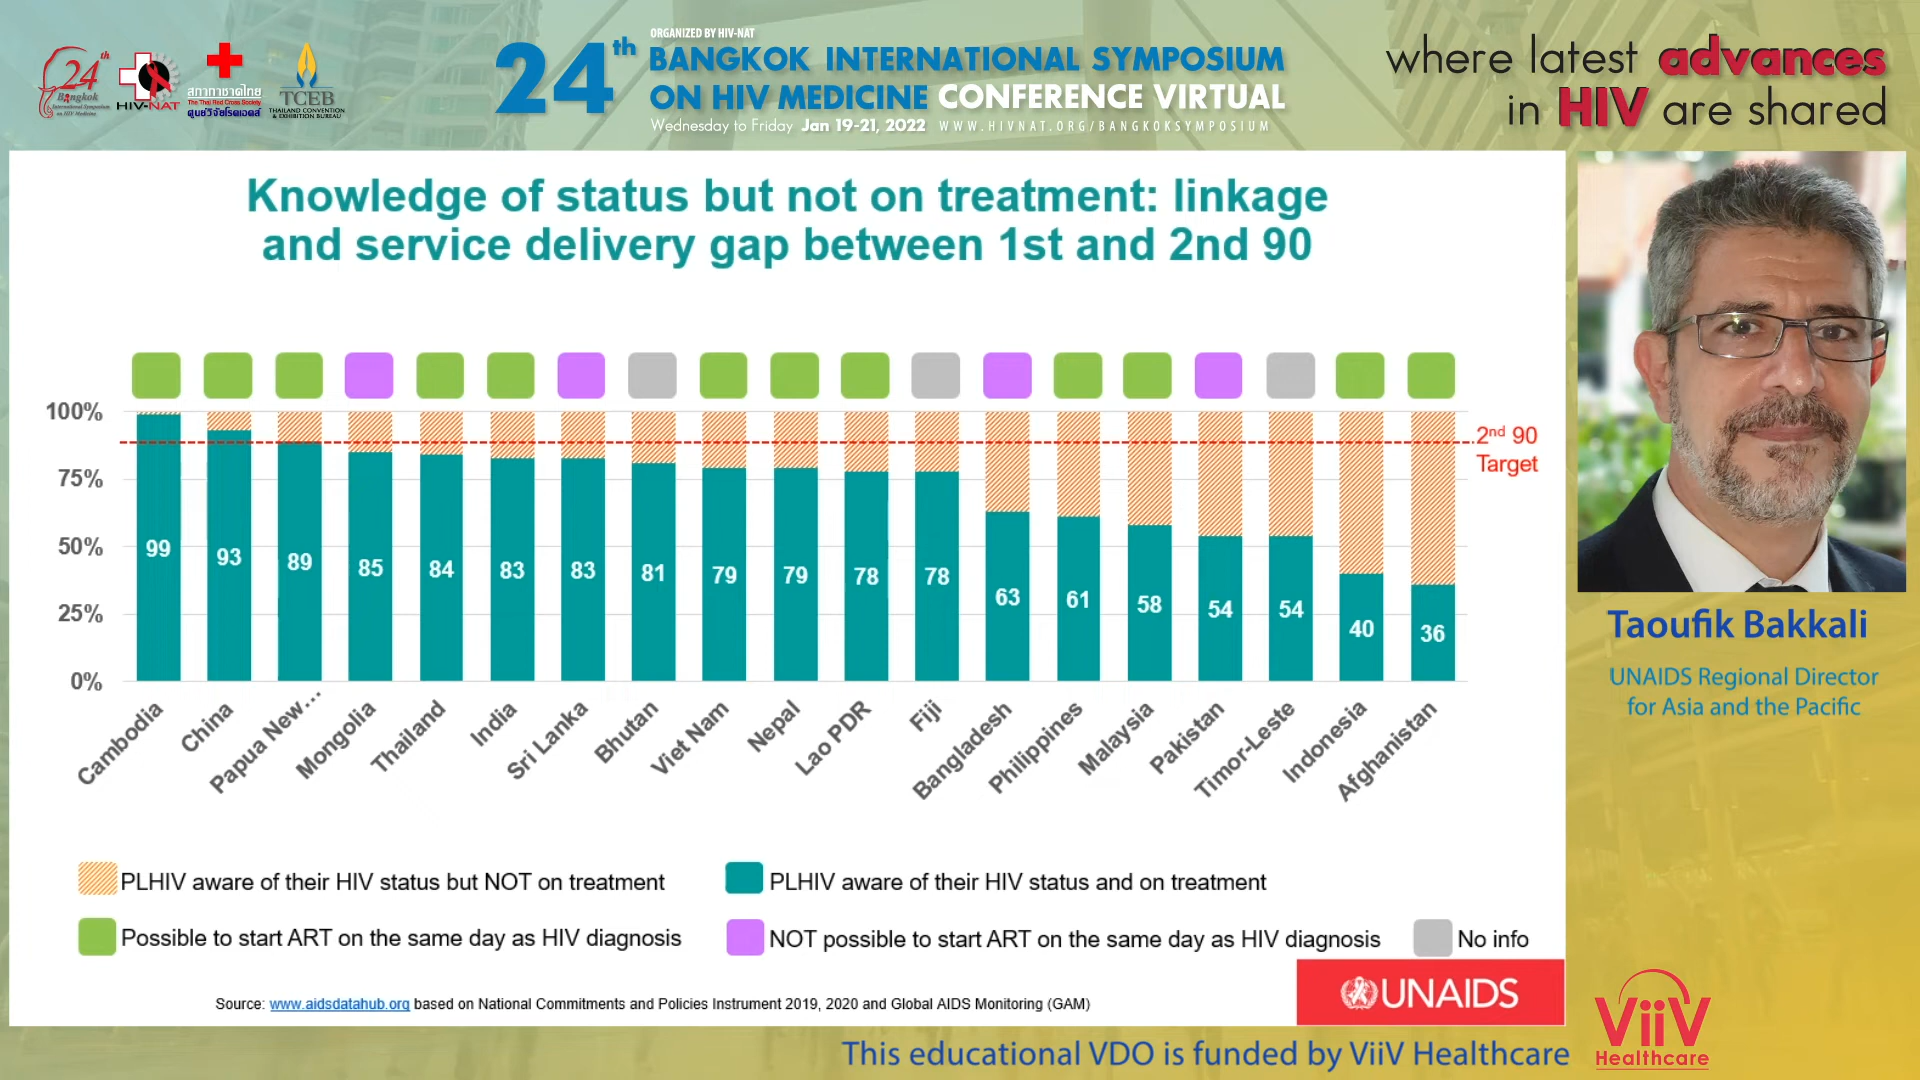 24th
Bangkok
International Symposium
on HIV Medicine
HIV-NAT
สภากาชาดไทย
The Thai Red Cross Society
ศูนย์วิจัยโรคเอดส์
TCEB
THAILAND CONVENTION
& EXHIBITION BUREAU
ORGANIZED BY HIV-NAT
24th BANGKOK INTERNATIONAL SYMPOSIUM
ON HIV MEDICINE CONFERENCE VIRTUAL
Wednesday to Friday Jan 19-21, 2022 WWW.HIVNAT.ORG/BANGKOKSYMPOSIUM
where latest advances
in HIV are shared
Knowledge of status but not on treatment: linkage
and service delivery gap between 1st and 2nd 90
100%
75%
50%
25%
0%
2nd 90
Target
99 93 89 85 84 83 83 81 79 79 78 78 63 61 58 54 54 40 36
Cambodia China Papua New... Mongolia Thailand India Sri Lanka Bhutan Viet Nam Nepal Lao PDR Fiji Bangladesh Philippines Malaysia Pakistan Timor-Leste Indonesia Afghanistan
PLHIV aware of their HIV status but NOT on treatment
PLHIV aware of their HIV status and on treatment
Possible to start ART on the same day as HIV diagnosis
NOT possible to start ART on the same day as HIV diagnosis
No info
Source: www.aidsdatahub.org based on National Commitments and Policies Instrument 2019, 2020 and Global AIDS Monitoring (GAM)
UNAIDS
Taoufik Bakkali
UNAIDS Regional Director
for Asia and the Pacific
This educational VDO is funded by ViiV Healthcare
ViiV
Healthcare